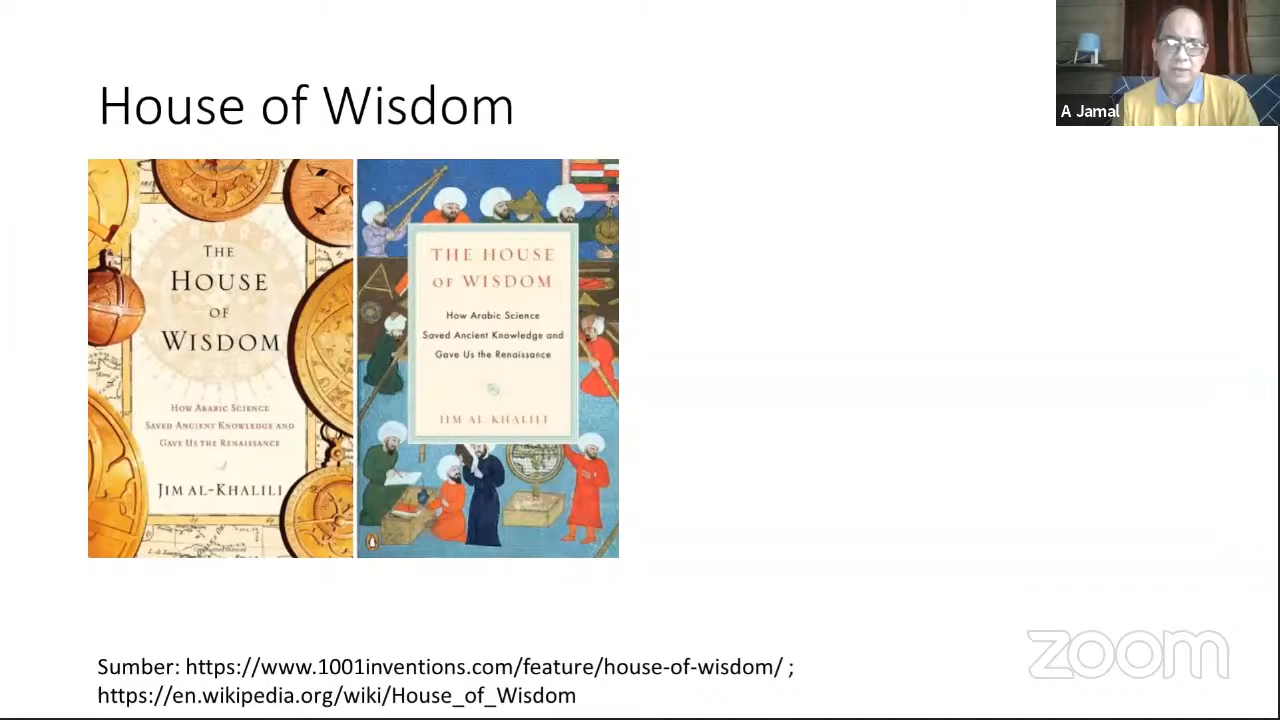 A Jamal
House of Wisdom
THE
HOUSE
OF
WISDOM
HOW ARABIC SCIENCE
SAVED ANCIENT KNOWLEDGE AND
GAVE US THE RENAISSANCE
JIM AL-KHALILI
THE HOUSE
OF WISDOM
How Arabic Science
Saved Ancient Knowledge and
Gave Us the Renaissance
JIM AL-KHALILI
Sumber: https://www.1001inventions.com/feature/house-of-wisdom/ ;
https://en.wikipedia.org/wiki/House_of_Wisdom
zoom